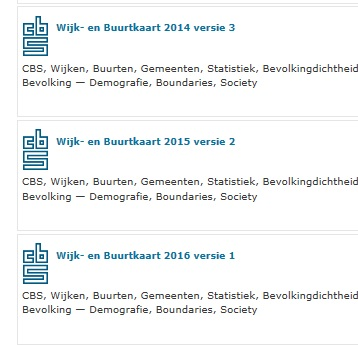 Wijk- en Buurtkaart 2014 versie 3
CBS, Wijken, Buurten, Gemeenten, Statistiek, Bevolkingdichtheid
Bevolking — Demografie, Boundaries, Society
Wijk- en Buurtkaart 2015 versie 2
CBS, Wijken, Buurten, Gemeenten, Statistiek, Bevolkingdichtheid
Bevolking — Demografie, Boundaries, Society
Wijk- en Buurtkaart 2016 versie 1
CBS, Wijken, Buurten, Gemeenten, Statistiek, Bevolkingdichtheid
Bevolking — Demografie, Boundaries, Society